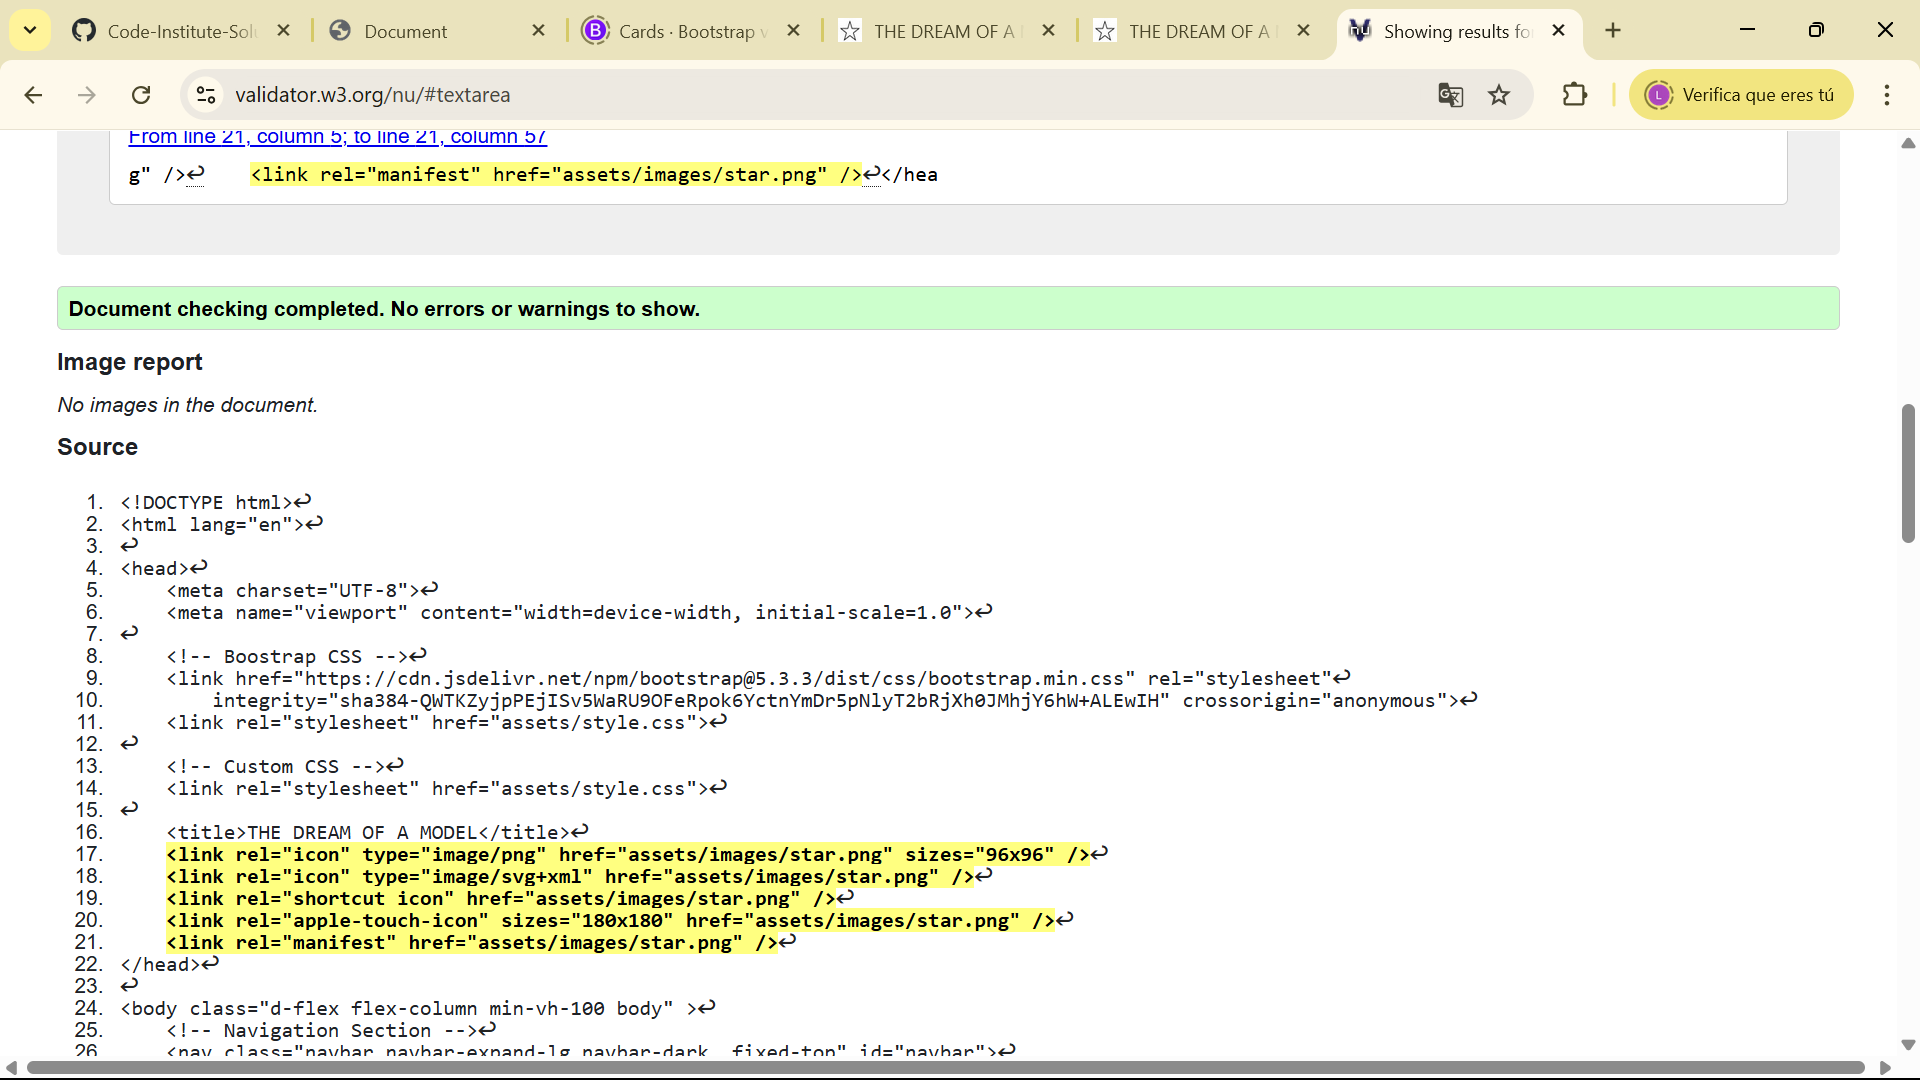 Code-Institute-Sol
Document
Cards · Bootstrap v
THE DREAM OF A
THE DREAM OF A
Showing results fo
validator.w3.org/nu/#textarea
L
Verifica que eres tú
From line 21, column 5; to line 21, column 57
g" />↩    <link rel="manifest" href="assets/images/star.png" />↩</hea
Document checking completed. No errors or warnings to show.
Image report
No images in the document.
Source
1. <!DOCTYPE html>↩
2. <html lang="en">↩
3. ↩
4. <head>↩
5.     <meta charset="UTF-8">↩
6.     <meta name="viewport" content="width=device-width, initial-scale=1.0">↩
7. ↩
8.     <!-- Boostrap CSS -->↩
9.     <link href="https://cdn.jsdelivr.net/npm/bootstrap@5.3.3/dist/css/bootstrap.min.css" rel="stylesheet"↩
10.         integrity="sha384-QWTKZyjpPEjISv5WaRU9OFeRpok6YctnYmDr5pNlyT2bRjXh0JMhjY6hW+ALEwIH" crossorigin="anonymous">↩
11.     <link rel="stylesheet" href="assets/style.css">↩
12. ↩
13.     <!-- Custom CSS -->↩
14.     <link rel="stylesheet" href="assets/style.css">↩
15. ↩
16.     <title>THE DREAM OF A MODEL</title>↩
17.     <link rel="icon" type="image/png" href="assets/images/star.png" sizes="96x96" />↩
18.     <link rel="icon" type="image/svg+xml" href="assets/images/star.png" />↩
19.     <link rel="shortcut icon" href="assets/images/star.png" />↩
20.     <link rel="apple-touch-icon" sizes="180x180" href="assets/images/star.png" />↩
21.     <link rel="manifest" href="assets/images/star.png" />↩
22. </head>↩
23. ↩
24. <body class="d-flex flex-column min-vh-100 body" >↩
25.     <!-- Navigation Section -->↩
26     <nav class="navbar navbar-expand-lg navbar-dark  fixed-top" id="navbar">↩